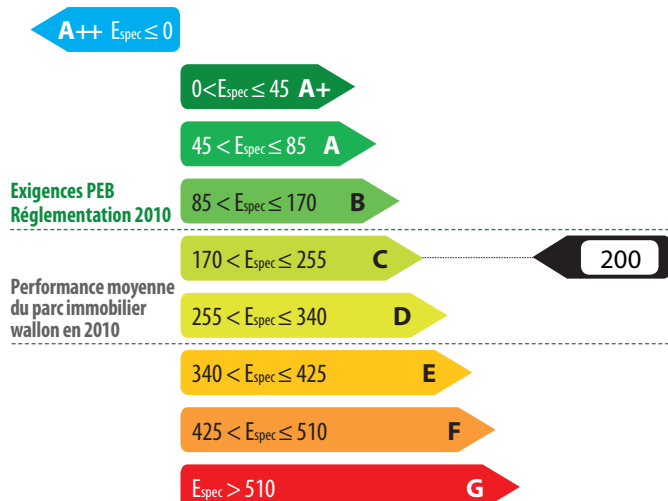 A++ Espec ≤ 0
0<Espec ≤ 45 A+
45 < Espec ≤ 85 A
Exigences PEB
Réglementation 2010
85 < Espec ≤ 170 B
170 < Espec ≤ 255 C
200
Performance moyenne
du parc immobilier
wallon en 2010
255 < Espec ≤ 340 D
340 < Espec ≤ 425 E
425 < Espec ≤ 510 F
Espec > 510 G